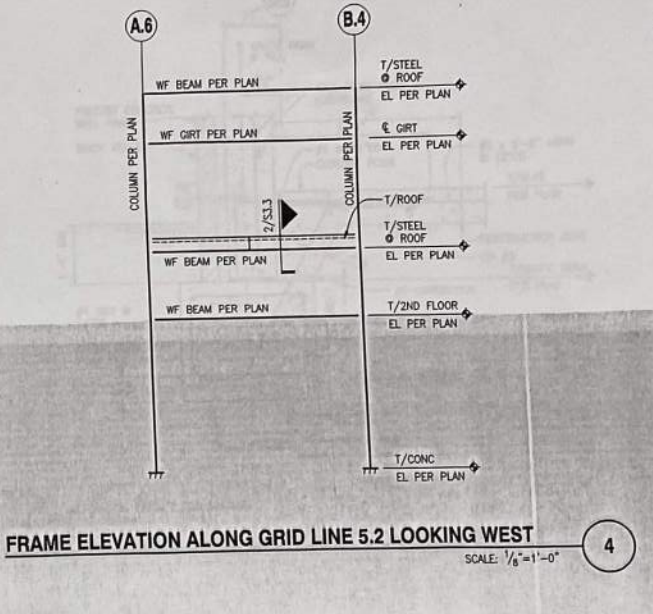 A.6
B.4
WF BEAM PER PLAN
T/STEEL
@ ROOF
EL PER PLAN
WF GIRT PER PLAN
℄ GIRT
EL PER PLAN
COLUMN PER PLAN
COLUMN PER PLAN
2/S3.3
T/ROOF
T/STEEL
@ ROOF
EL PER PLAN
WF BEAM PER PLAN
WF BEAM PER PLAN
T/2ND FLOOR
EL PER PLAN
T/CONC
EL PER PLAN
FRAME ELEVATION ALONG GRID LINE 5.2 LOOKING WEST
4
SCALE: 1/8"=1'-0"